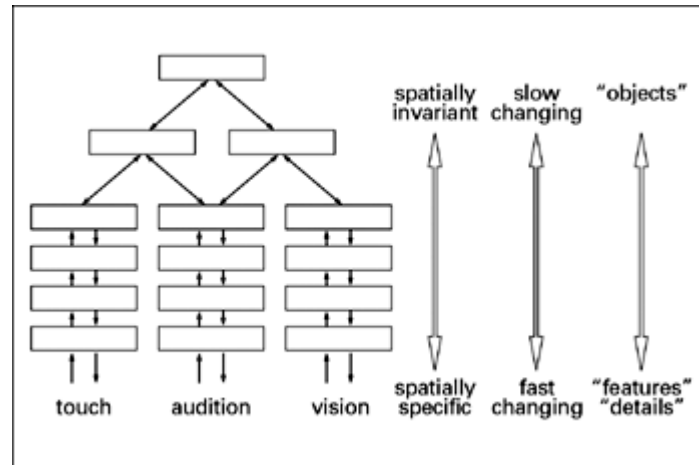 spatially slow "objects"
invariant changing
touch audition vision spatially fast "features"
specific changing "details"